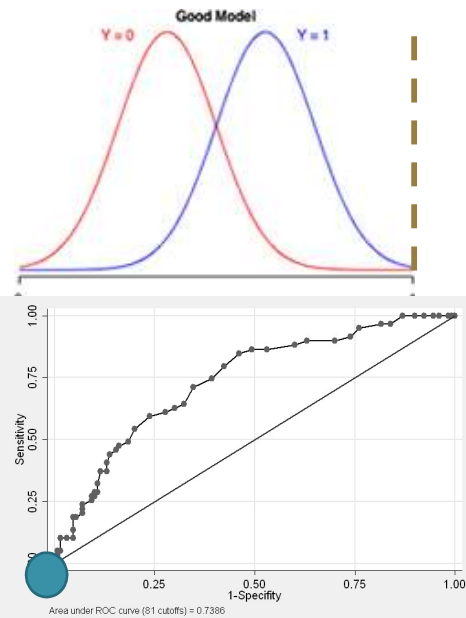 Good Model
Y = 0
Y = 1
1.00
0.75
0.50
0.25
Sensitivity
0.25
0.50
0.75
1.00
1-Specifity
Area under ROC curve (81 cutoffs) = 0.7386